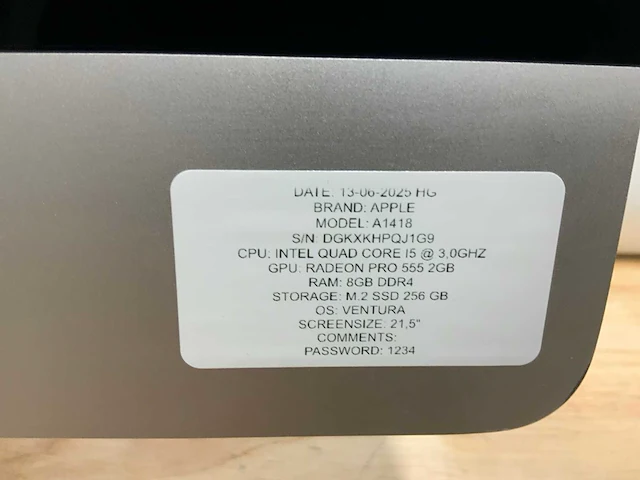 DATE: 13-06-2025 HG
BRAND: APPLE
MODEL: A1418
S/N: DGKXKHPQJ1G9
CPU: INTEL QUAD CORE I5 @ 3,0GHZ
GPU: RADEON PRO 555 2GB
RAM: 8GB DDR4
STORAGE: M.2 SSD 256 GB
OS: VENTURA
SCREENSIZE: 21,5"
COMMENTS:
PASSWORD: 1234